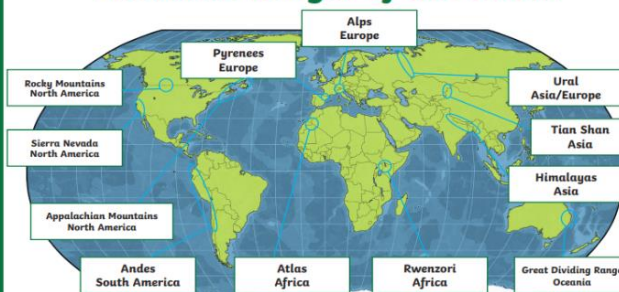 Alps
Europe
Pyrenees
Europe
Rocky Mountains
North America
Ural
Asia/Europe
Sierra Nevada
North America
Tian Shan
Asia
Himalayas
Asia
Appalachian Mountains
North America
Andes
South America
Atlas
Africa
Rwenzori
Africa
Great Dividing Range
Oceania